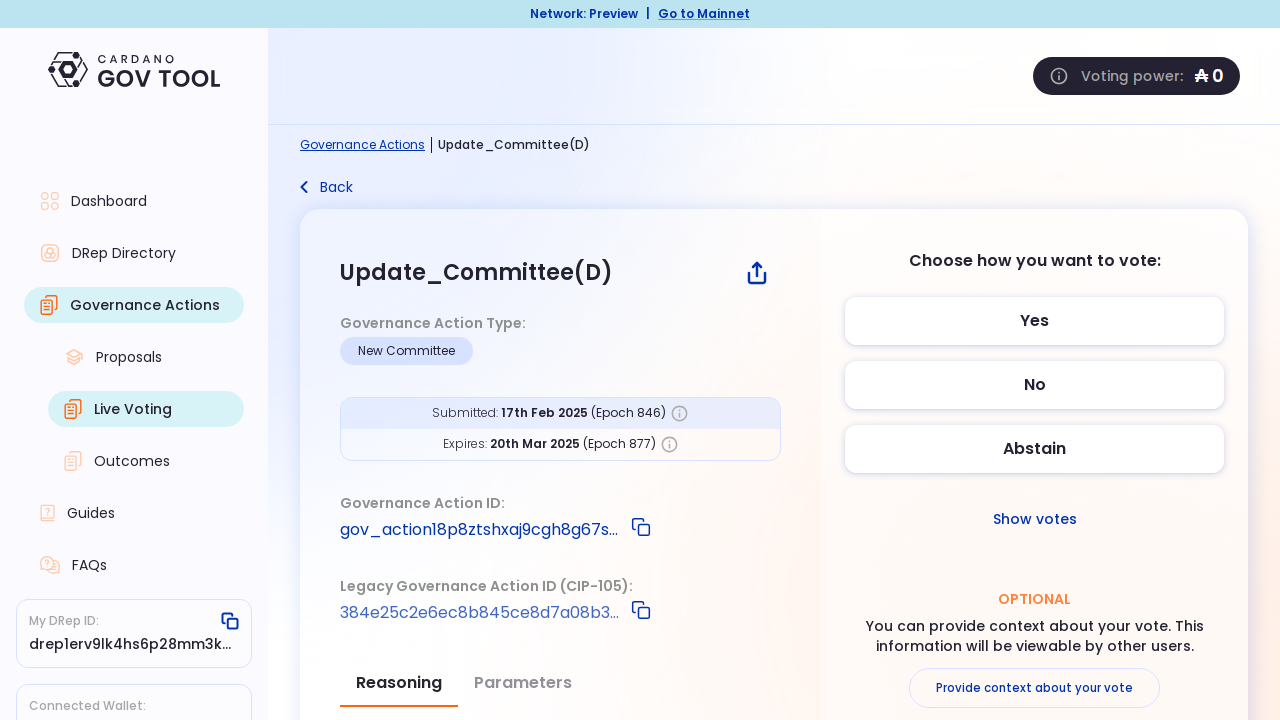 Network: Preview | Go to Mainnet
CARDANO
GOV TOOL
Voting power: ₳ 0
Governance Actions | Update_Committee(D)
Back
Dashboard
DRep Directory
Governance Actions
Proposals
Live Voting
Outcomes
Guides
FAQs
My DRep ID:
drep1erv9lk4hs6p28mm3k...
Connected Wallet:
Update_Committee(D)
Governance Action Type:
New Committee
Submitted: 17th Feb 2025 (Epoch 846)
Expires: 20th Mar 2025 (Epoch 877)
Governance Action ID:
gov_action18p8ztshxaj9cgh8g67s...
Legacy Governance Action ID (CIP-105):
384e25c2e6ec8b845ce8d7a08b3...
Reasoning
Parameters
Choose how you want to vote:
Yes
No
Abstain
Show votes
OPTIONAL
You can provide context about your vote. This
information will be viewable by other users.
Provide context about your vote